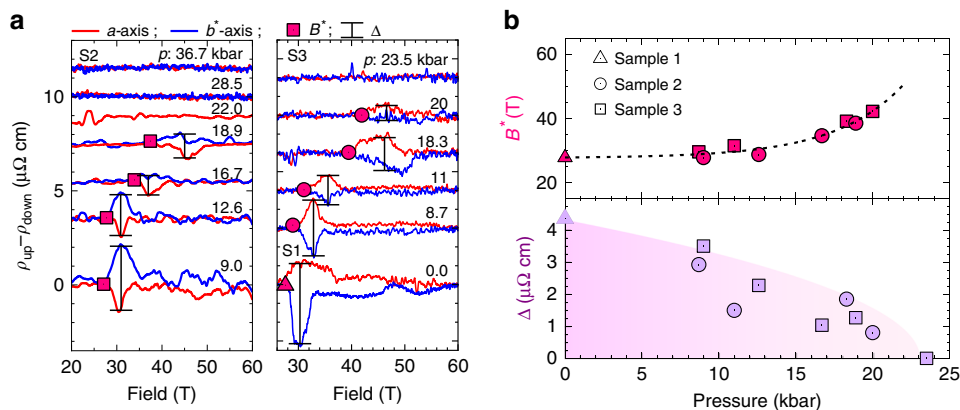 a
a-axis ; b*-axis ; B* ; Δ
S2
p: 36.7 kbar
28.5
22.0
18.9
16.7
12.6
9.0
S3
p: 23.5 kbar
20
18.3
11
8.7
S1
0.0
10
5
0
ρup–ρdown (μΩ cm)
20 30 40 50 60
Field (T)
30 40 50 60
Field (T)
b
Sample 1
Sample 2
Sample 3
60
40
20
B* (T)
4
3
2
1
0
Δ (μΩ cm)
0 5 10 15 20 25
Pressure (kbar)